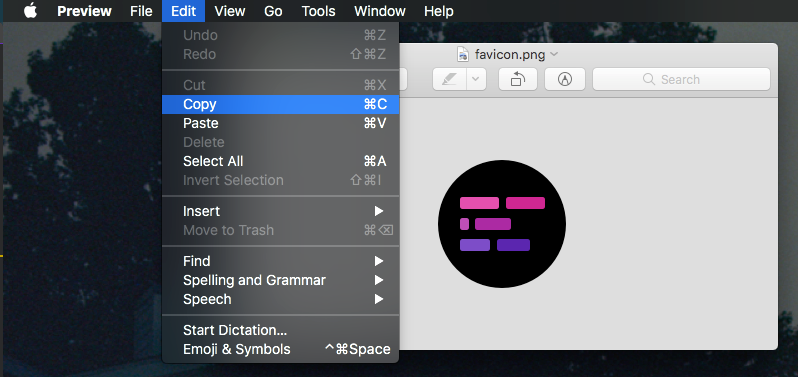 Preview File Edit View Go Tools Window Help
favicon.png
Search
Undo ⌘Z
Redo ⇧⌘Z
Cut ⌘X
Copy ⌘C
Paste ⌘V
Delete
Select All ⌘A
Invert Selection ⇧⌘I
Insert
Move to Trash ⌘⌫
Find
Spelling and Grammar
Speech
Start Dictation...
Emoji & Symbols ^⌘Space